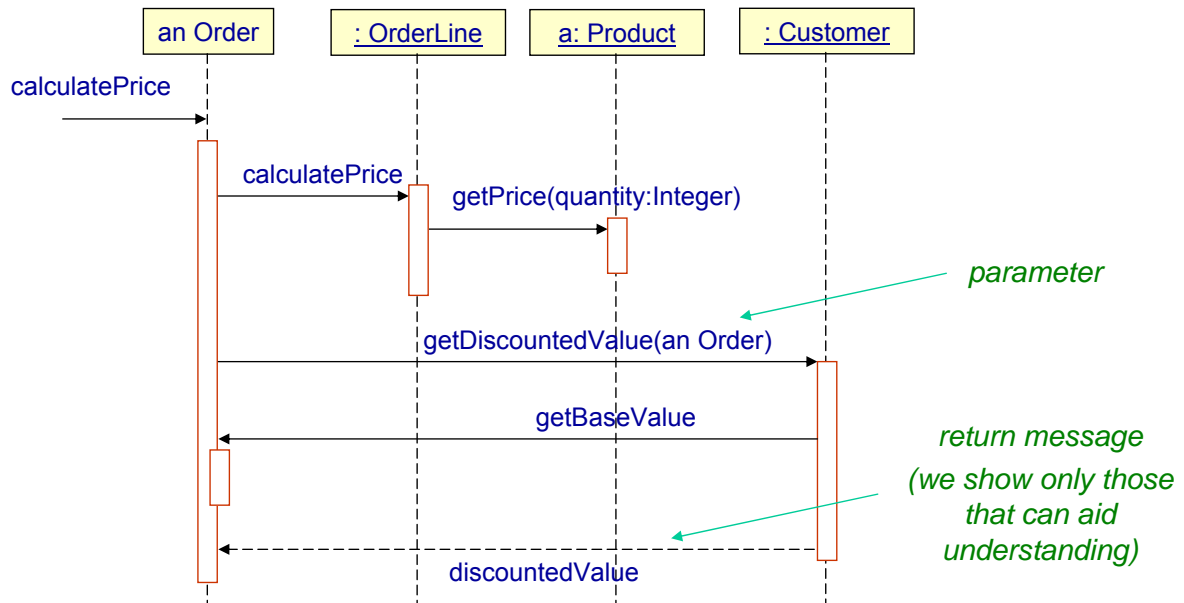 an Order
: OrderLine
a: Product
: Customer
calculatePrice
calculatePrice
getPrice(quantity:Integer)
parameter
getDiscountedValue(an Order)
getBaseValue
return message
(we show only those
that can aid
understanding)
discountedValue